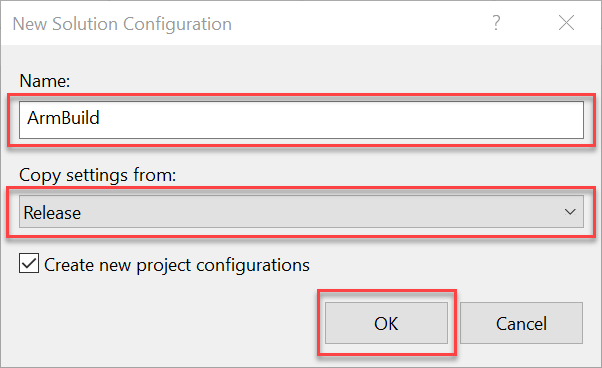 New Solution Configuration ?
Name:
ArmBuild
Copy settings from:
Release
Create new project configurations
OK Cancel